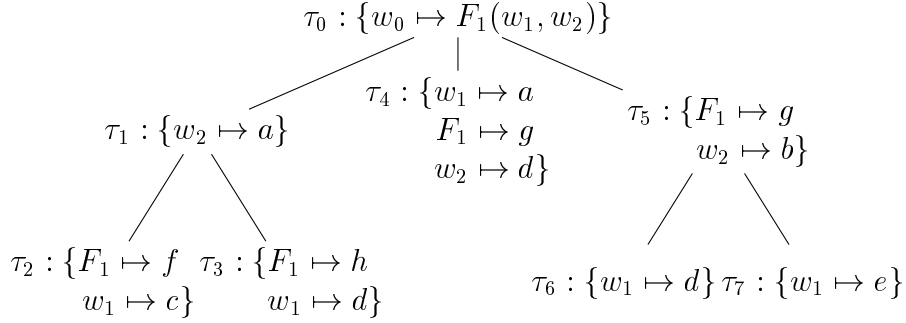 τ₀ : {w₀ ↦ F₁(w₁, w₂)}
τ₄ : {w₁ ↦ a
F₁ ↦ g
w₂ ↦ d}
τ₁ : {w₂ ↦ a}
τ₅ : {F₁ ↦ g
w₂ ↦ b}
τ₂ : {F₁ ↦ f
w₁ ↦ c}
τ₃ : {F₁ ↦ h
w₁ ↦ d}
τ₆ : {w₁ ↦ d}
τ₇ : {w₁ ↦ e}